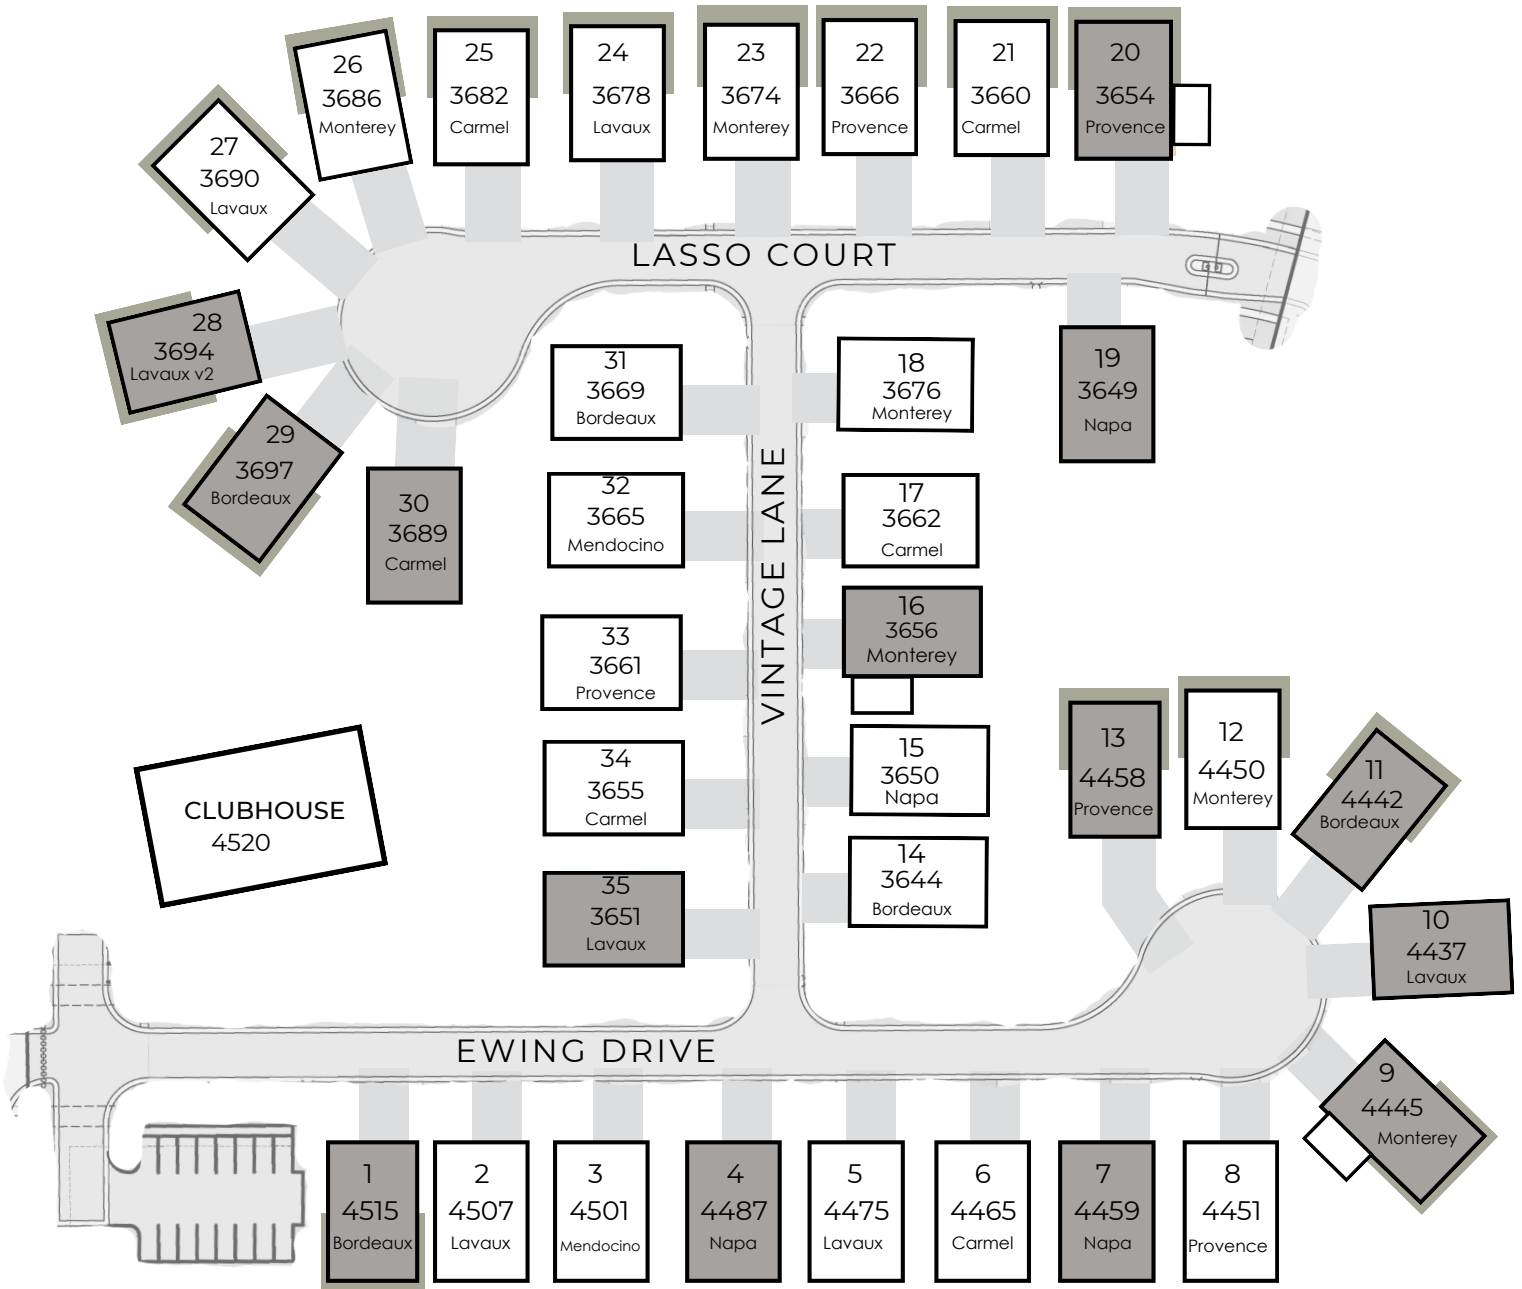 26
3686
Monterey
25
3682
Carmel
24
3678
Lavaux
23
3674
Monterey
22
3666
Provence
21
3660
Carmel
20
3654
Provence
27
3690
Lavaux
LASSO COURT
28
3694
Lavaux v2
29
3697
Bordeaux
30
3689
Carmel
31
3669
Bordeaux
18
3676
Monterey
19
3649
Napa
32
3665
Mendocino
17
3662
Carmel
VINTAGE LANE
33
3661
Provence
16
3656
Monterey
34
3655
Carmel
15
3650
Napa
35
3651
Lavaux
14
3644
Bordeaux
CLUBHOUSE
4520
13
4458
Provence
12
4450
Monterey
11
4442
Bordeaux
10
4437
Lavaux
9
4445
Monterey
EWING DRIVE
1
4515
Bordeaux
2
4507
Lavaux
3
4501
Mendocino
4
4487
Napa
5
4475
Lavaux
6
4465
Carmel
7
4459
Napa
8
4451
Provence